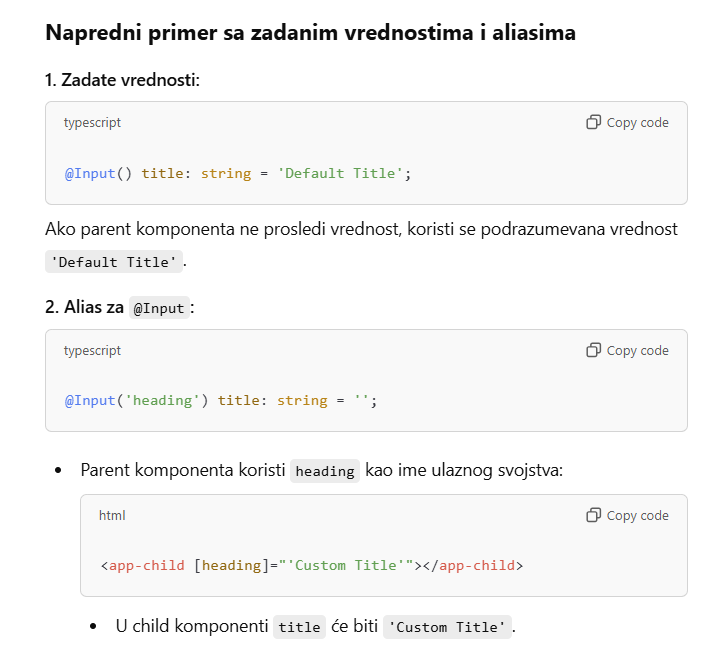 Napredni primer sa zadanim vrednostima i aliasima
1. Zadate vrednosti:
typescript Copy code
@Input() title: string = 'Default Title';
Ako parent komponenta ne prosledi vrednost, koristi se podrazumevana vrednost
'Default Title'.
2. Alias za @Input:
typescript Copy code
@Input('heading') title: string = '';
• Parent komponenta koristi heading kao ime ulaznog svojstva:
html Copy code
<app-child [heading]="'Custom Title'"></app-child>
• U child komponenti title će biti 'Custom Title'.